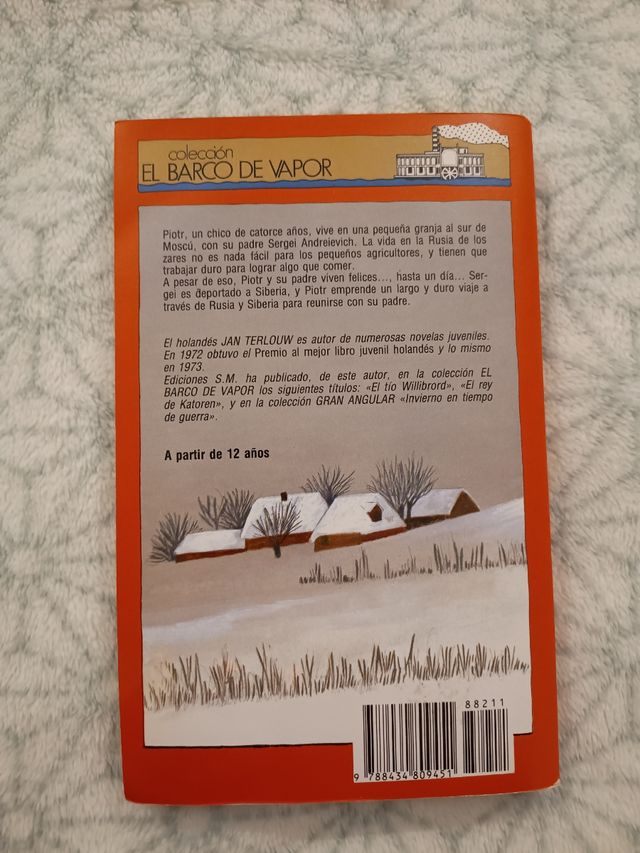 colección
EL BARCO DE VAPOR
Piotr, un chico de catorce años, vive en una pequeña granja al sur de
Moscú, con su padre Sergei Andreievich. La vida en la Rusia de los
zares no es nada fácil para los pequeños agricultores, y tienen que
trabajar duro para lograr algo que comer.
A pesar de eso, Piotr y su padre viven felices..., hasta un día... Ser-
gei es deportado a Siberia, y Piotr emprende un largo y duro viaje a
través de Rusia y Siberia para reunirse con su padre.
El holandés JAN TERLOUW es autor de numerosas novelas juveniles.
En 1972 obtuvo el Premio al mejor libro juvenil holandés y lo mismo
en 1973.
Ediciones S.M. ha publicado, de este autor, en la colección EL
BARCO DE VAPOR los siguientes títulos: «El tío Willibrord», «El rey
de Katoren», y en la colección GRAN ANGULAR «Invierno en tiempo
de guerra».
A partir de 12 años
88211
9 788434 809451